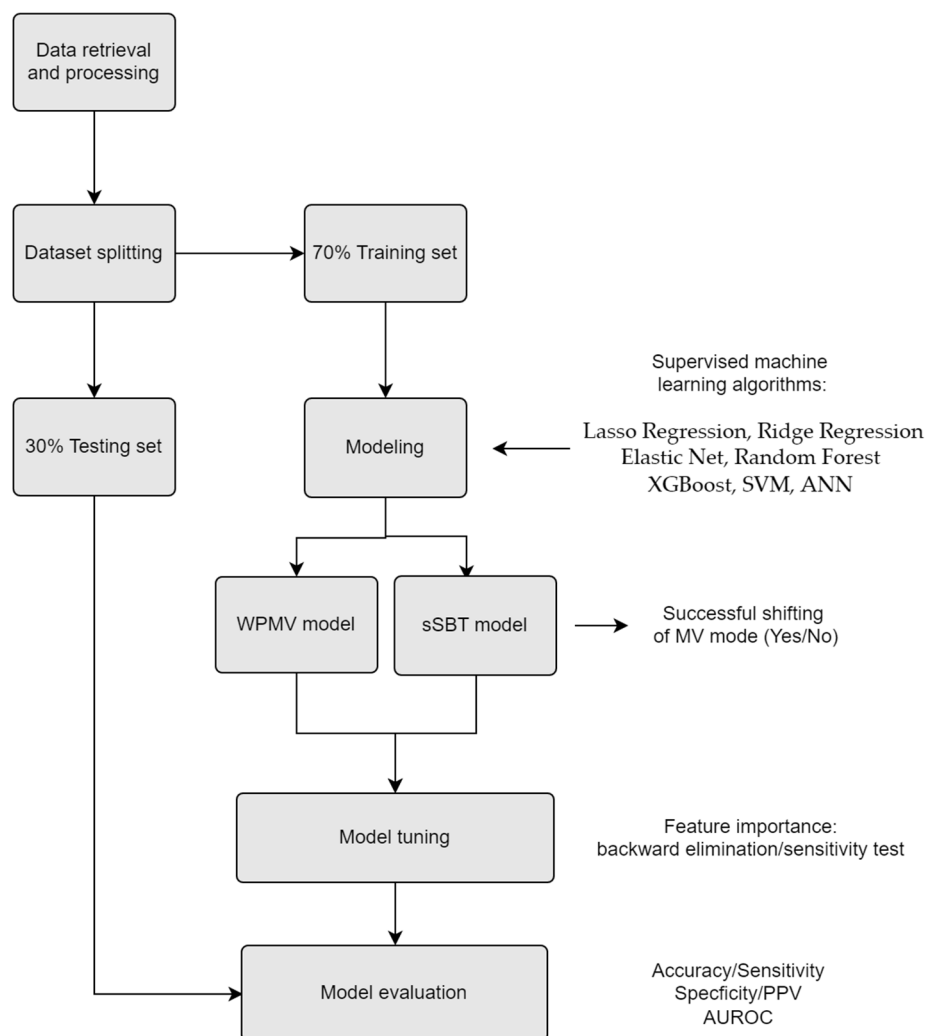 Data retrieval
and processing
Dataset splitting
70% Training set
Supervised machine
learning algorithms:
30% Testing set
Modeling
Lasso Regression, Ridge Regression
Elastic Net, Random Forest
XGBoost, SVM, ANN
WPMV model
sSBT model
Successful shifting
of MV mode (Yes/No)
Model tuning
Feature importance:
backward elimination/sensitivity test
Model evaluation
Accuracy/Sensitivity
Specficity/PPV
AUROC